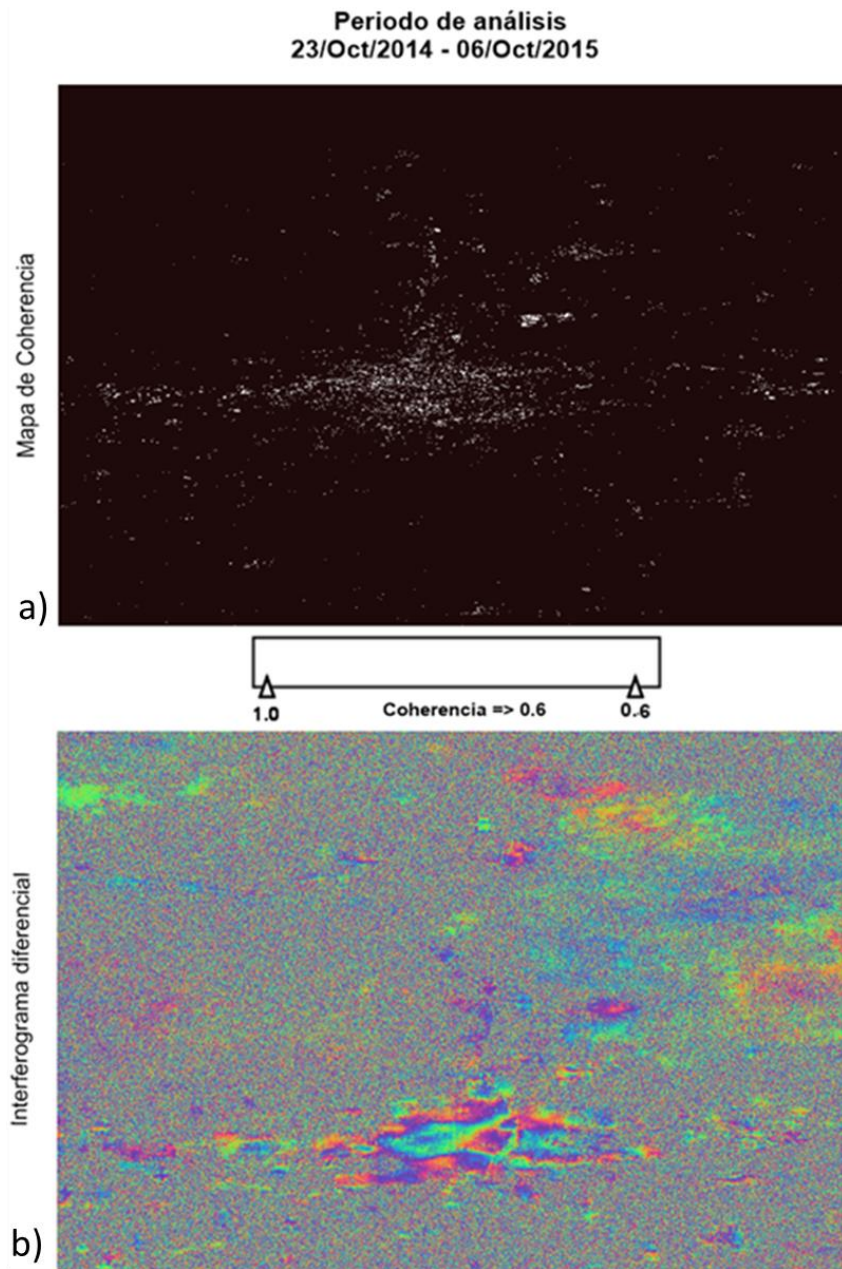 Periodo de análisis
23/Oct/2014 - 06/Oct/2015
Mapa de Coherencia
a)
1.0
Coherencia => 0.6
0.6
Interferograma diferencial
b)